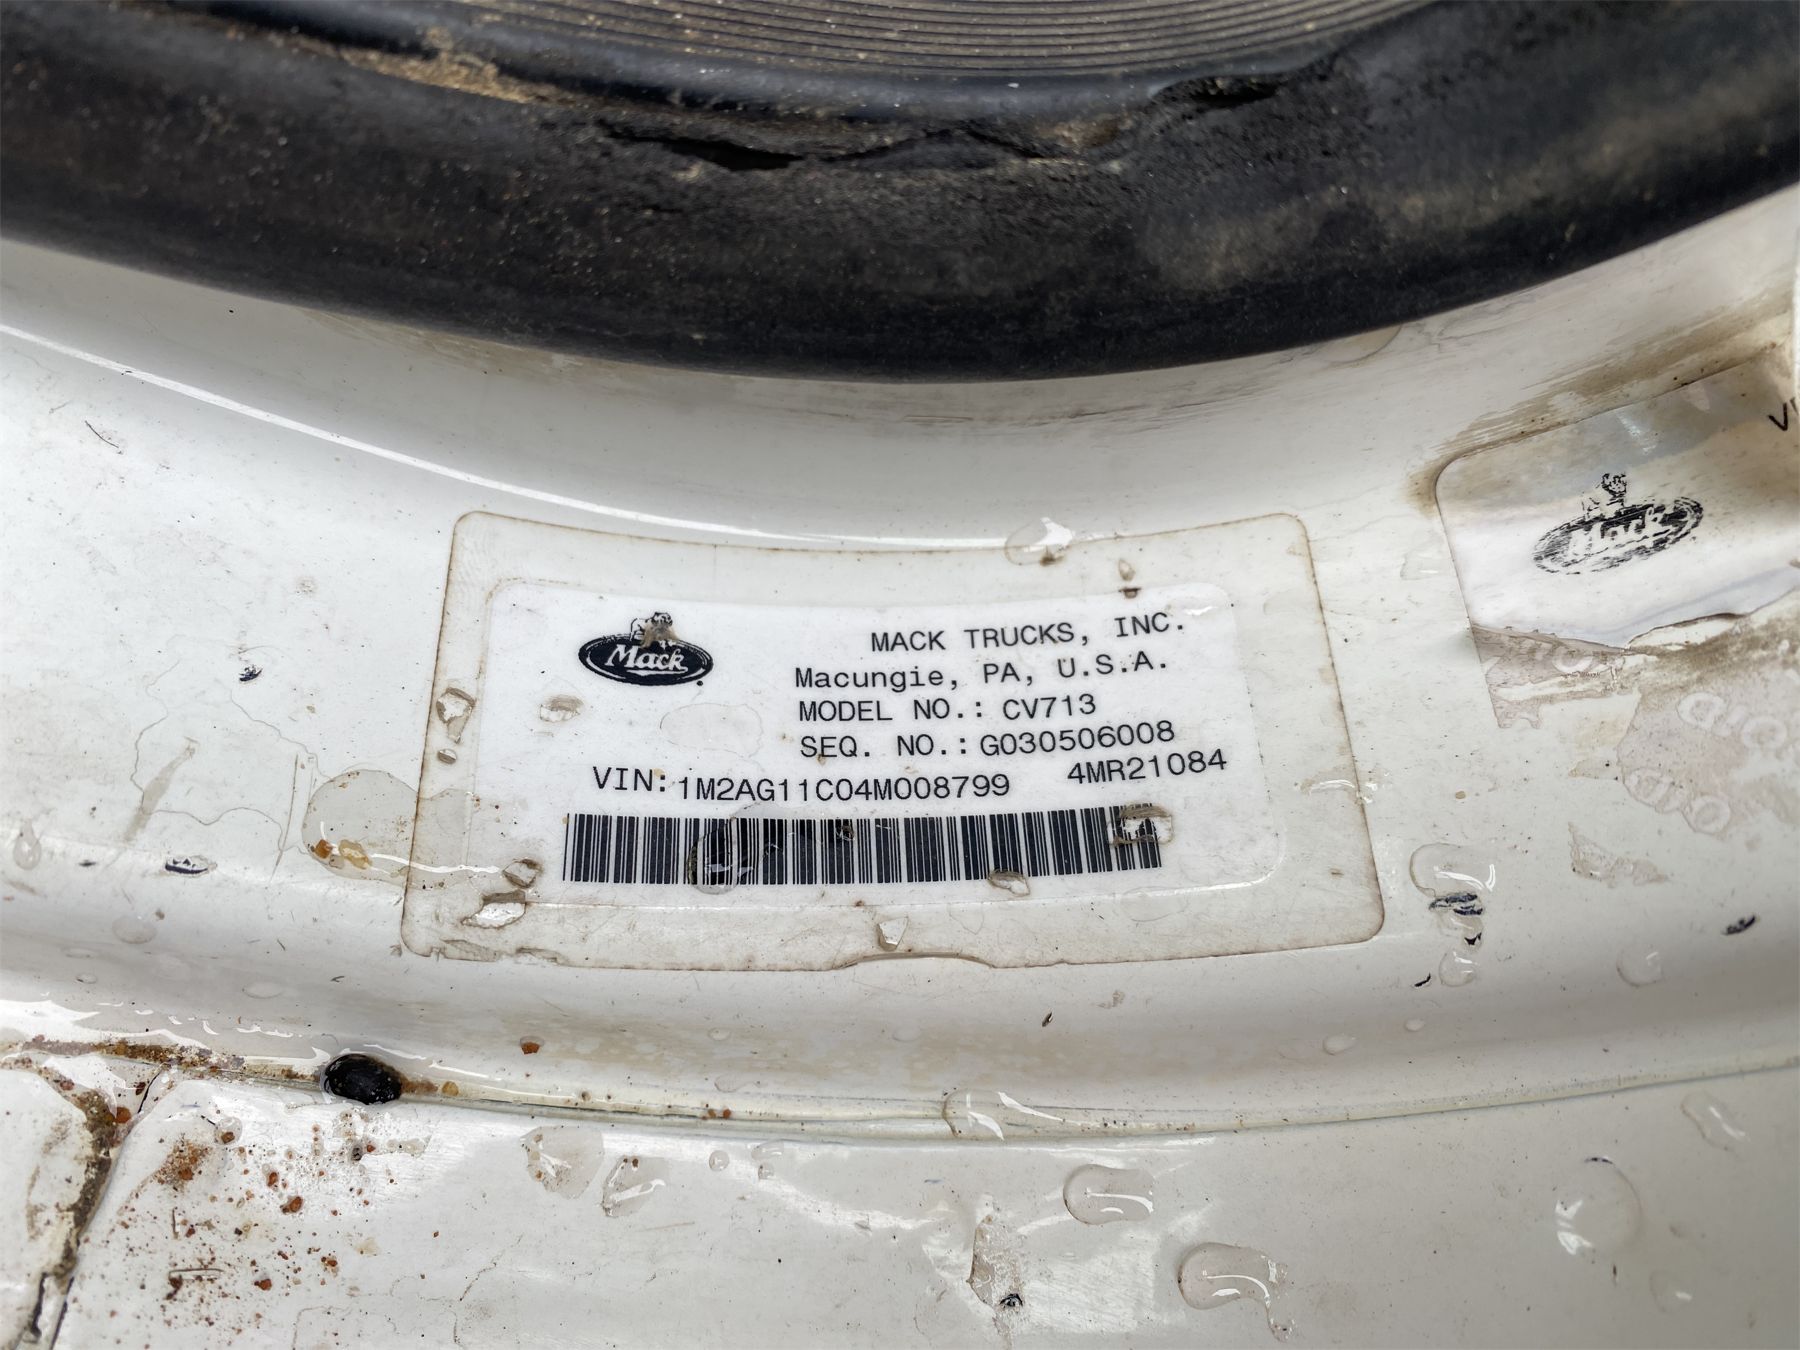 Mack
MACK TRUCKS, INC.
Macungie, PA, U.S.A.
MODEL NO.: CV713
SEQ. NO.: G030506008
VIN: 1M2AG11C04M008799 4MR21084
Mack